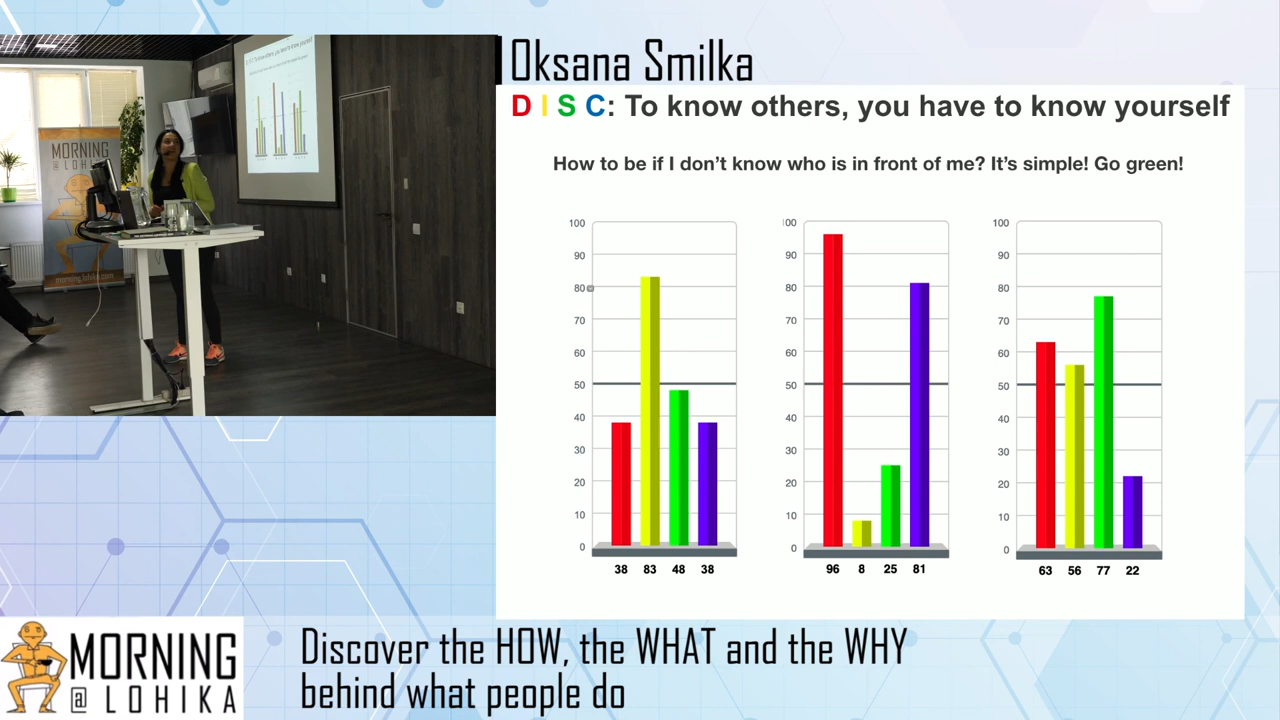 Oksana Smilka
D I S C: To know others, you have to know yourself
How to be if I don't know who is in front of me? It's simple! Go green!
100 90 80 70 60 50 40 30 20 10 0
38 83 48 38
100 90 80 70 60 50 40 30 20 10 0
96 8 25 81
100 90 80 70 60 50 40 30 20 10 0
63 56 77 22
MORNING
@ LOHIKA
morning.lohika.com
MORNING
@ LOHIKA
Discover the HOW, the WHAT and the WHY
behind what people do